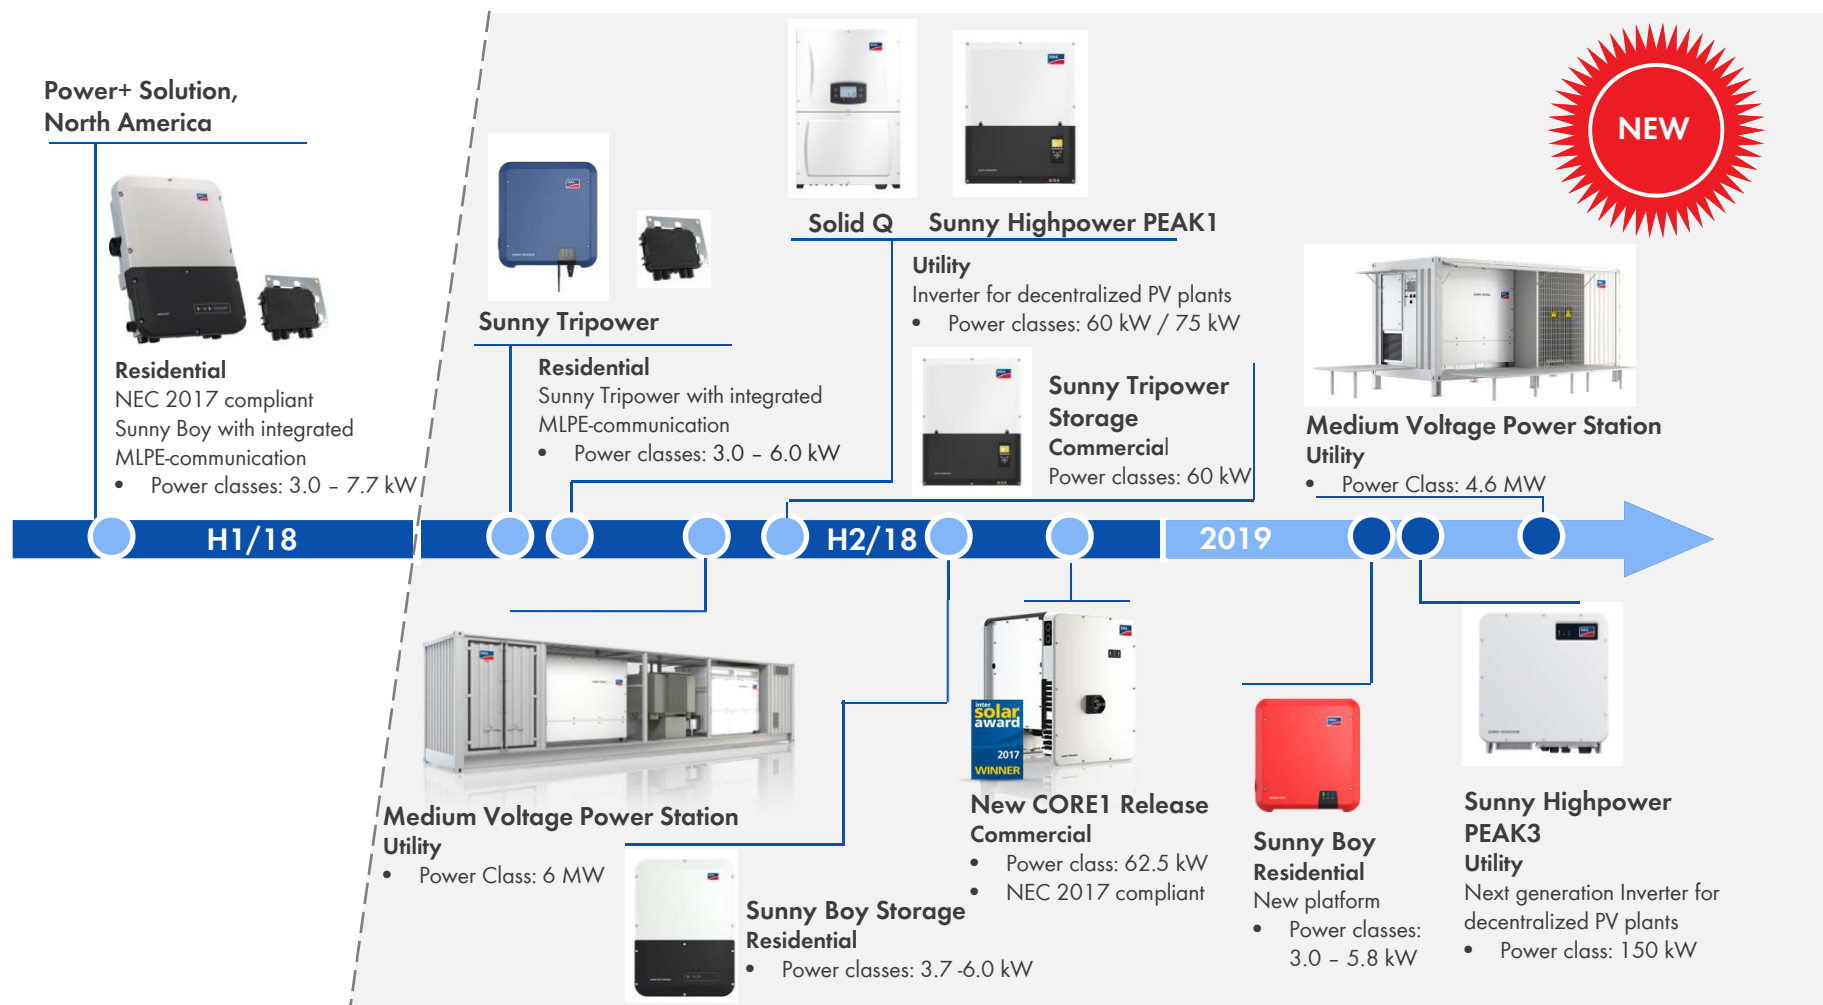 Power+ Solution,
North America
Residential
NEC 2017 compliant
Sunny Boy with integrated
MLPE-communication
• Power classes: 3.0 – 7.7 kW
Sunny Tripower
Residential
Sunny Tripower with integrated
MLPE-communication
• Power classes: 3.0 – 6.0 kW
Solid Q
Sunny Highpower PEAK1
Utility
Inverter for decentralized PV plants
• Power classes: 60 kW / 75 kW
Sunny Tripower
Storage
Commercial
Power classes: 60 kW
NEW
Medium Voltage Power Station
Utility
• Power Class: 4.6 MW
H1/18
H2/18
2019
Medium Voltage Power Station
Utility
• Power Class: 6 MW
Sunny Boy Storage
Residential
• Power classes: 3.7 -6.0 kW
inter
solar
award
2017
WINNER
New CORE1 Release
Commercial
• Power class: 62.5 kW
• NEC 2017 compliant
Sunny Boy
Residential
New platform
• Power classes:
3.0 – 5.8 kW
Sunny Highpower
PEAK3
Utility
Next generation Inverter for
decentralized PV plants
• Power class: 150 kW